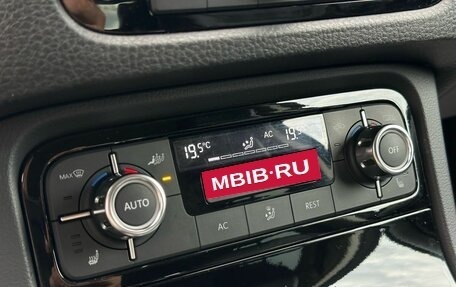 19.5°C
AC
19.5
MAX
MBIB·RU
AUTO
OFF
AC
REST